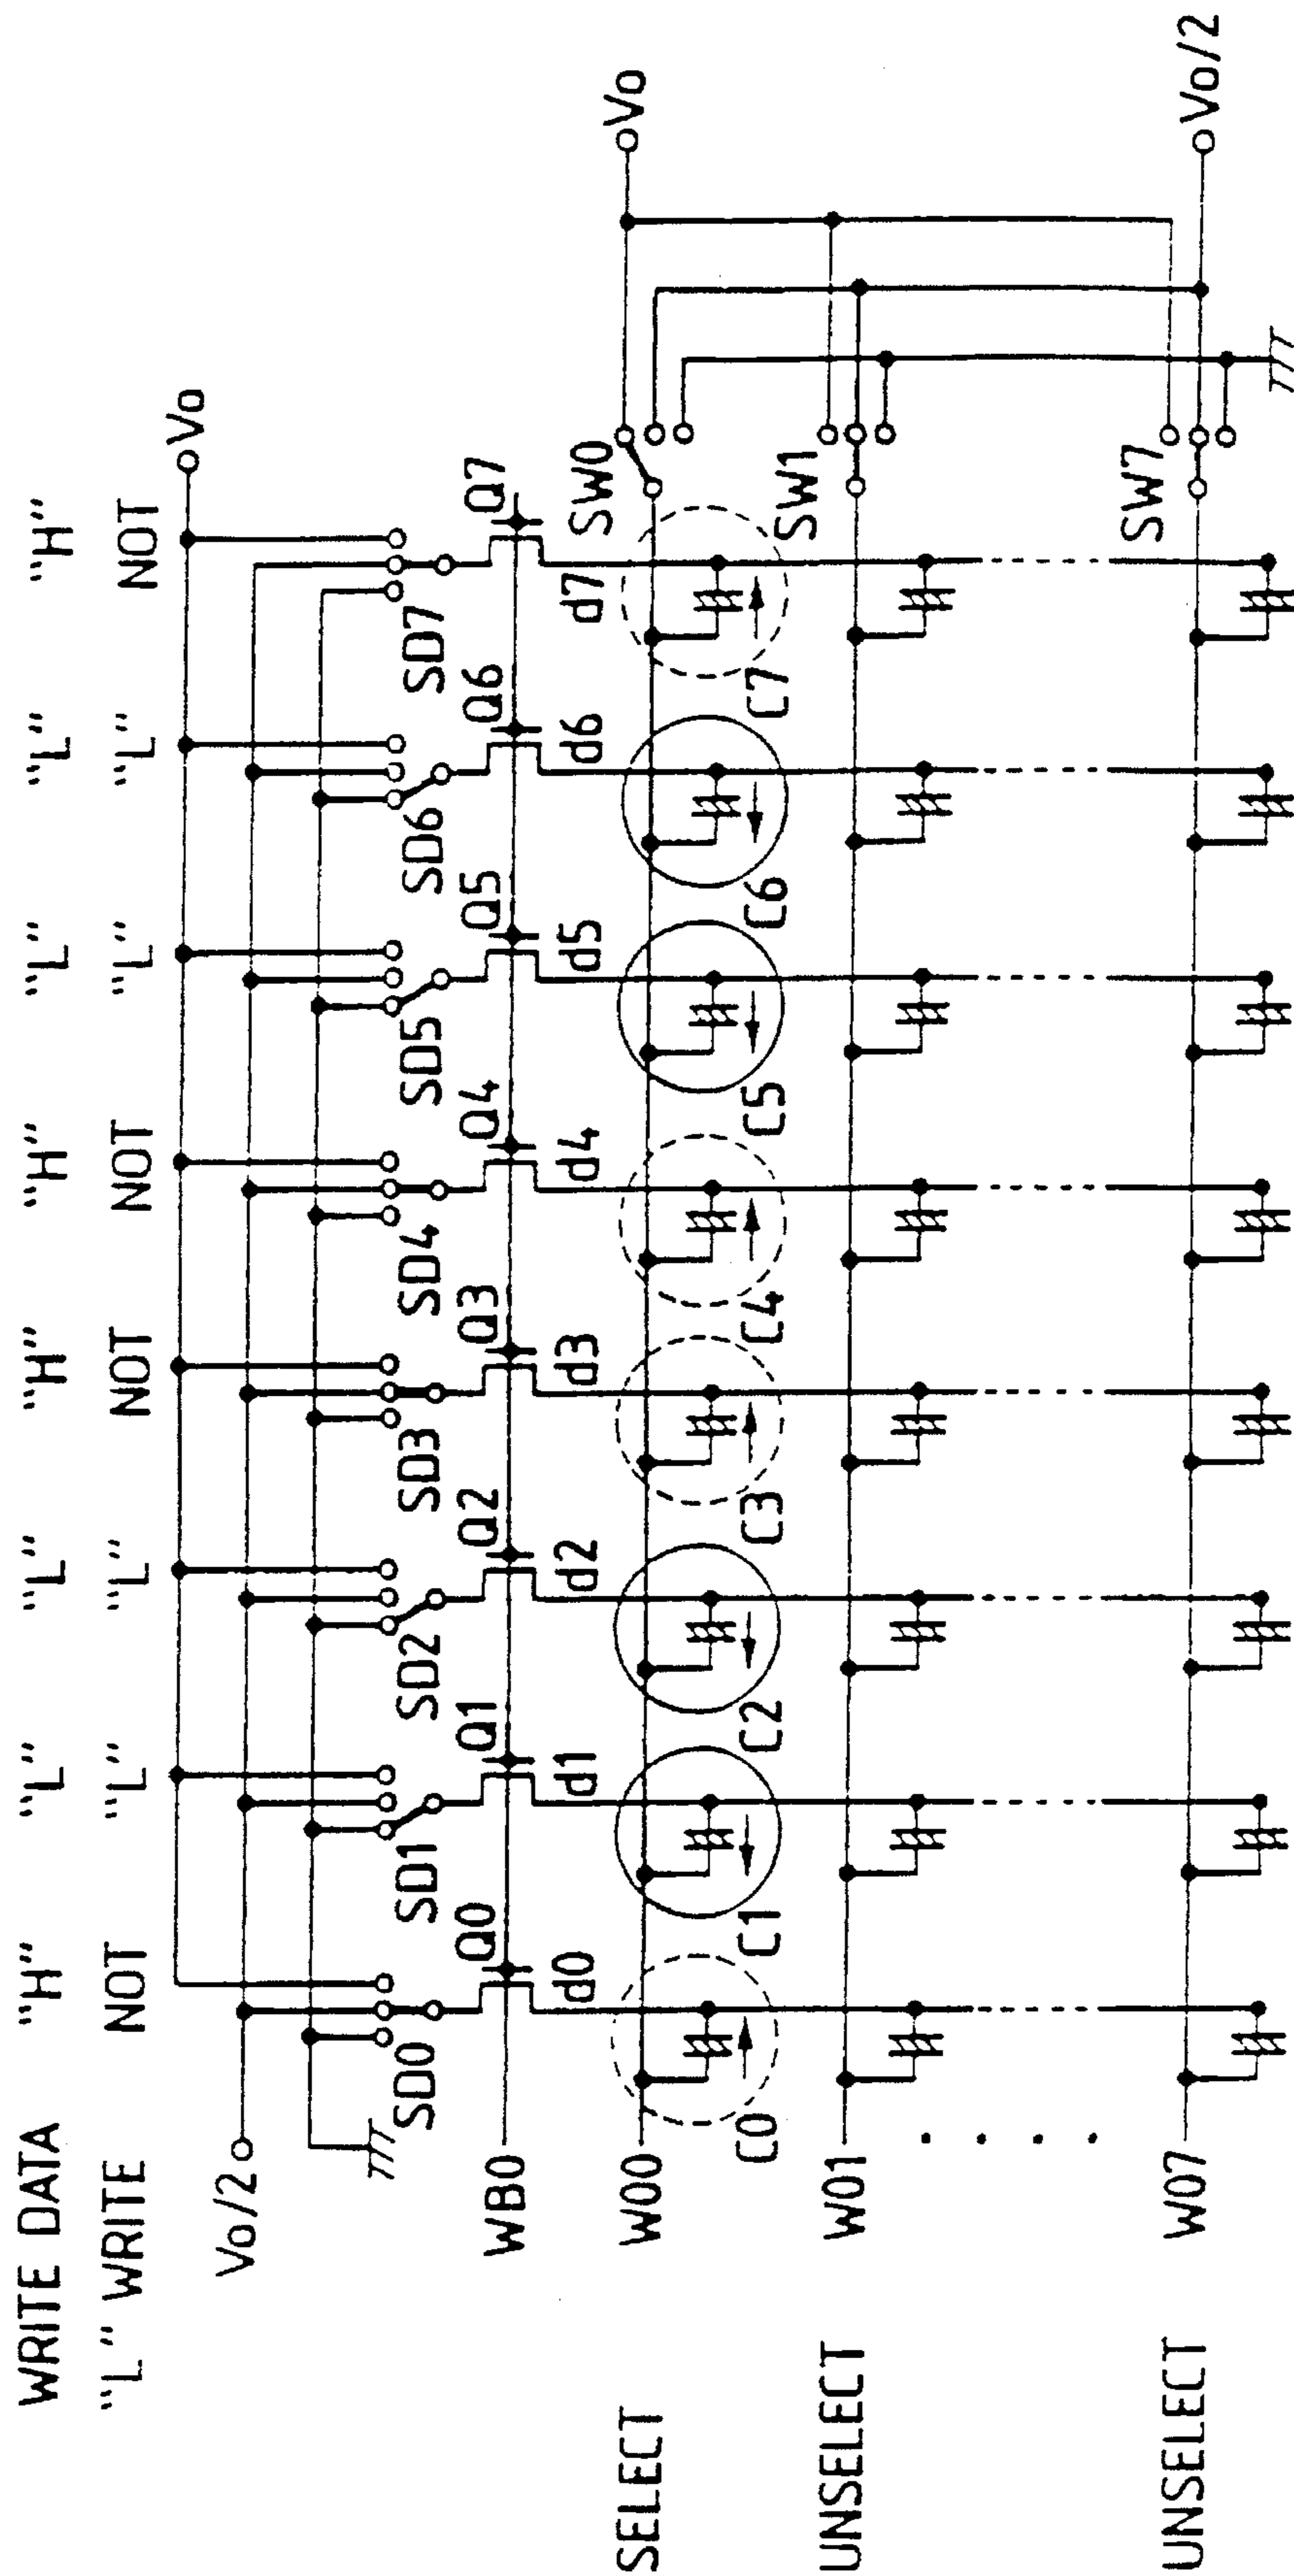 WRITE DATA "H" "L" "L" "H" "H" "L" "L" "H"
"L" WRITE NOT "L" "L" NOT NOT "L" "L" NOT
Vo
Vo/2
SD0 SD1 SD2 SD3 SD4 SD5 SD6 SD7
Q0 Q1 Q2 Q3 Q4 Q5 Q6 Q7
WB0
d0 d1 d2 d3 d4 d5 d6 d7
SELECT W00 SW0 Vo
C0 C1 C2 C3 C4 C5 C6 C7
UNSELECT W01 SW1
UNSELECT W07 SW7 Vo/2